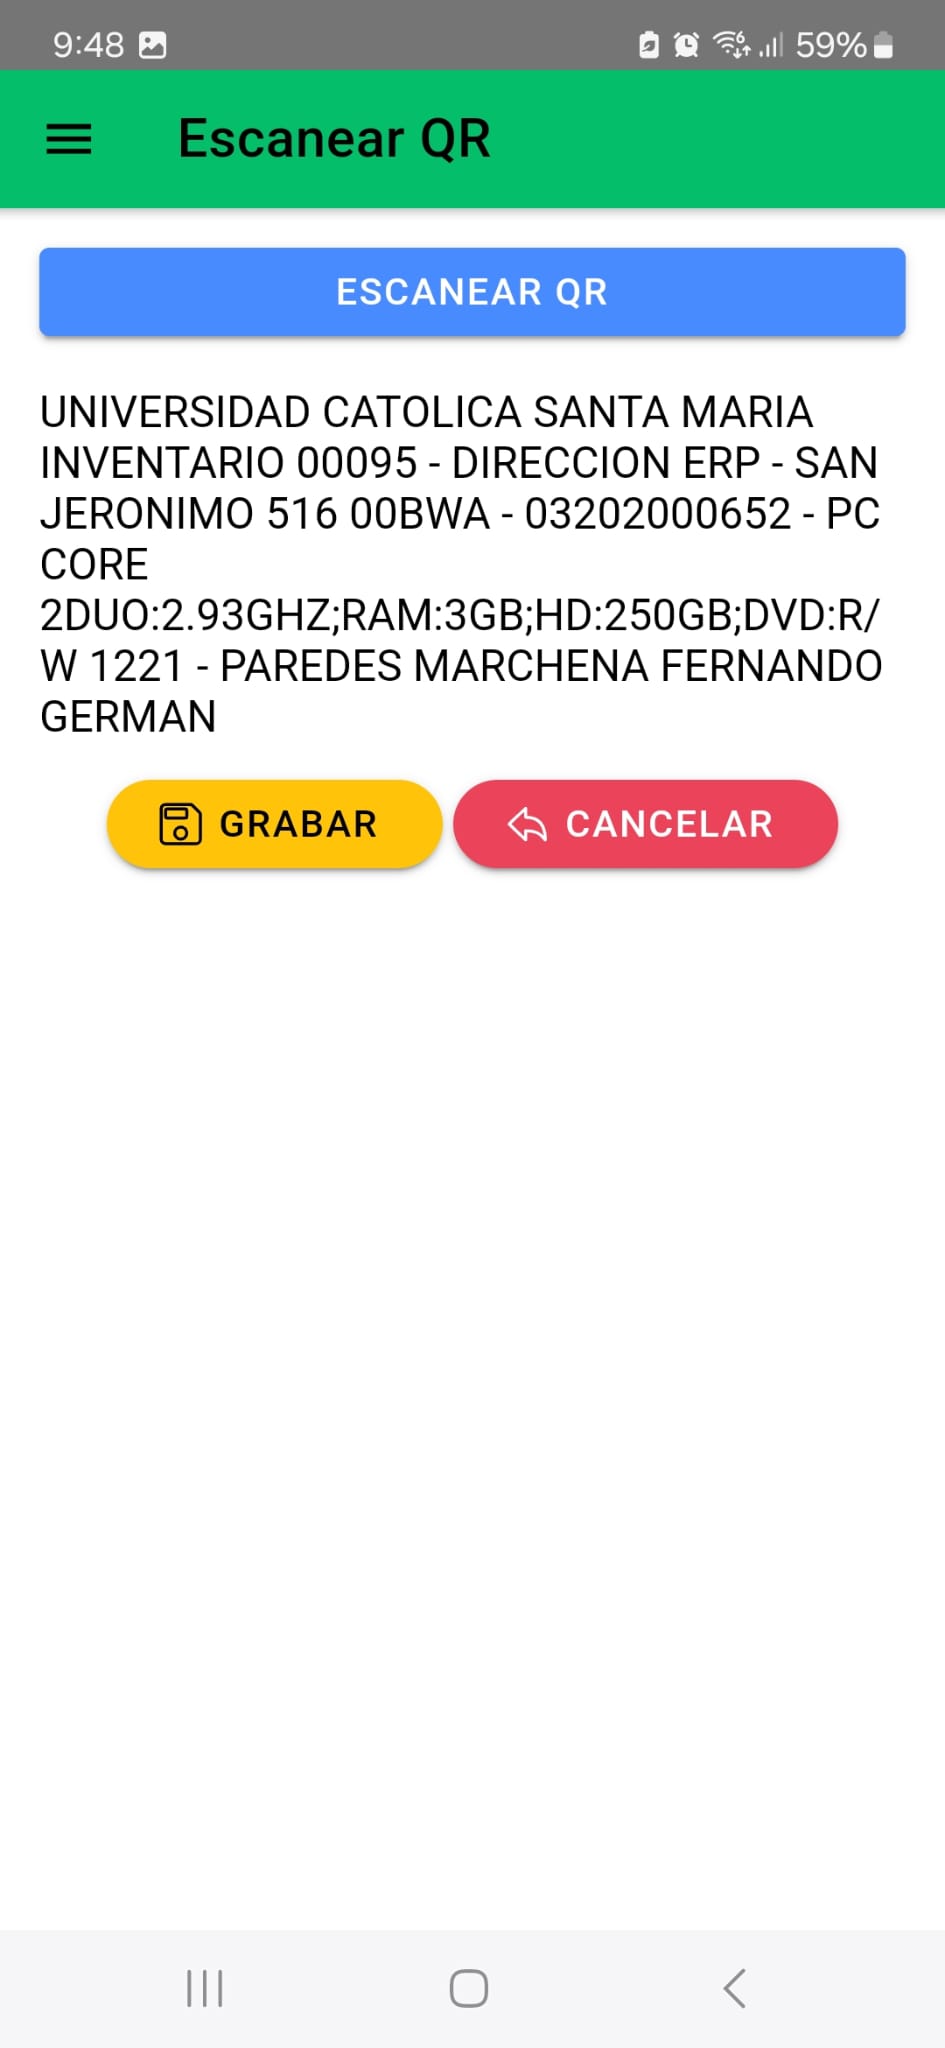 9:48
59%
Escanear QR
ESCANEAR QR
UNIVERSIDAD CATOLICA SANTA MARIA
INVENTARIO 00095 - DIRECCION ERP - SAN
JERONIMO 516 00BWA - 03202000652 - PC
CORE
2DUO:2.93GHZ;RAM:3GB;HD:250GB;DVD:R/
W 1221 - PAREDES MARCHENA FERNANDO
GERMAN
GRABAR
CANCELAR